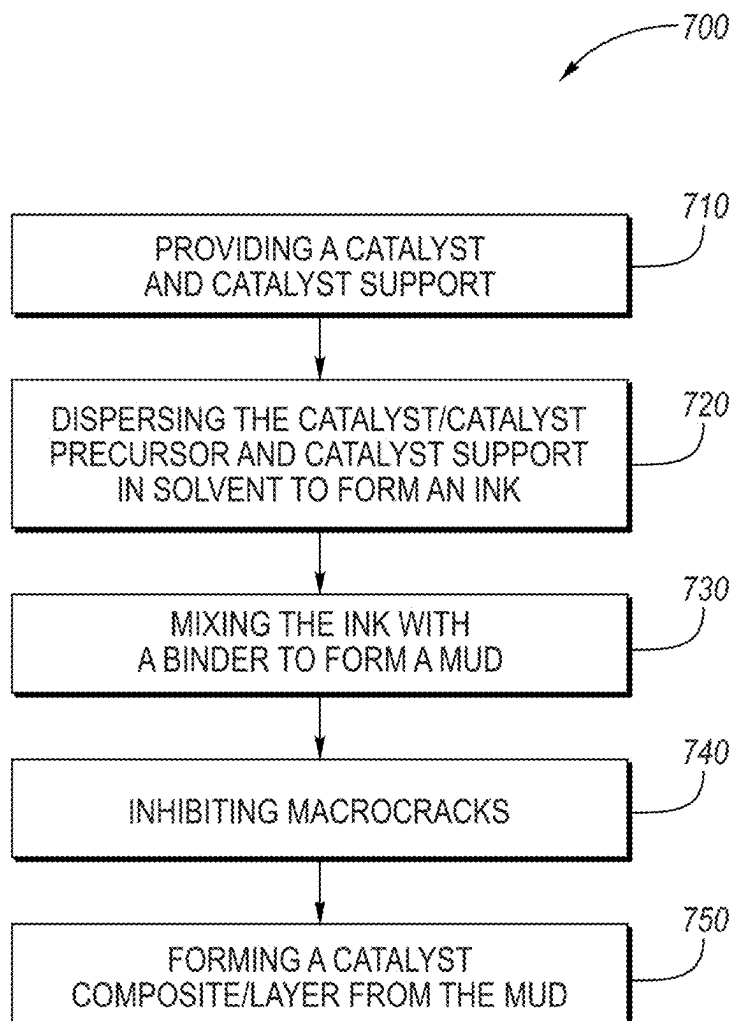 700
710
PROVIDING A CATALYST
AND CATALYST SUPPORT
720
DISPERSING THE CATALYST/CATALYST
PRECURSOR AND CATALYST SUPPORT
IN SOLVENT TO FORM AN INK
730
MIXING THE INK WITH
A BINDER TO FORM A MUD
740
INHIBITING MACROCRACKS
750
FORMING A CATALYST
COMPOSITE/LAYER FROM THE MUD